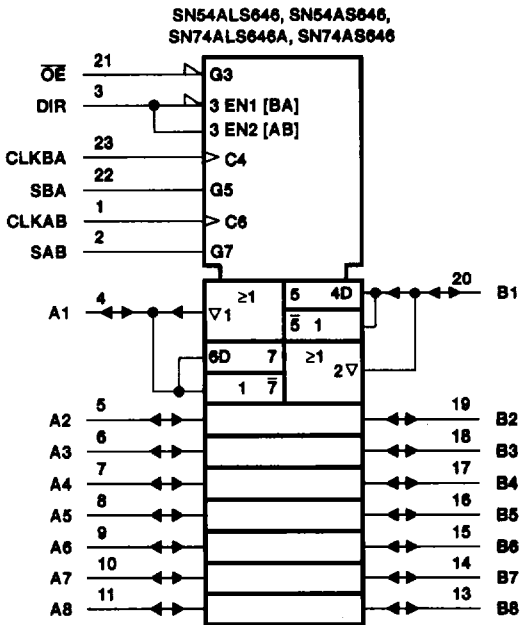 SN54ALS646, SN54AS646,
SN74ALS646A, SN74AS646
O̅E̅ 21 G3
DIR 3 3 EN1 [BA]
3 EN2 [AB]
CLKBA 23 C4
SBA 22 G5
CLKAB 1 C6
SAB 2 G7
A1 4 ≥1 5 4D 20 B1
▽1 5̅ 1
6D 7 ≥1
2▽
1 7̅
A2 5 19 B2
A3 6 18 B3
A4 7 17 B4
A5 8 16 B5
A6 9 15 B6
A7 10 14 B7
A8 11 13 B8